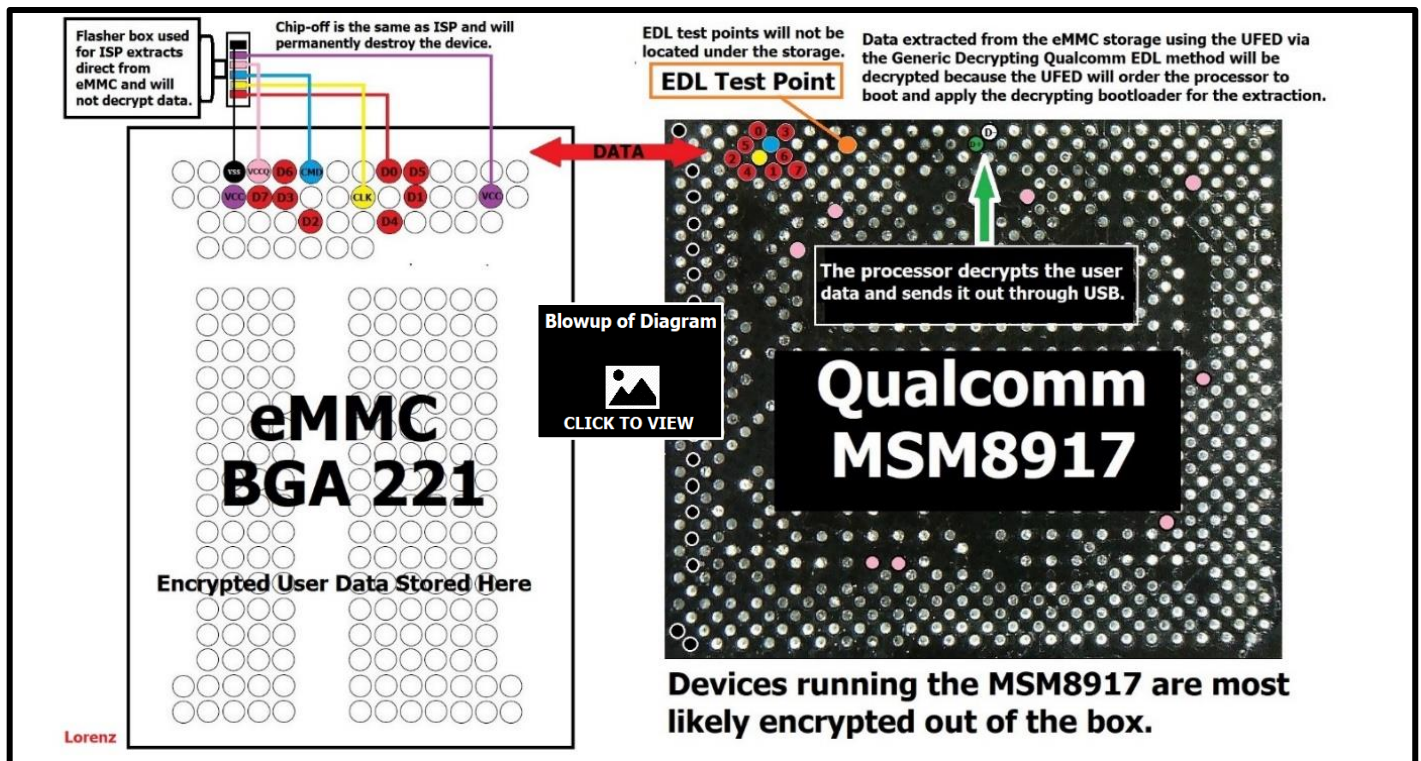 Flasher box used
for ISP extracts
direct from
eMMC and will
not decrypt data.
Chip-off is the same as ISP and will
permanently destroy the device.
EDL test points will not be
located under the storage.
EDL Test Point
Data extracted from the eMMC storage using the UFED via
the Generic Decrypting Qualcomm EDL method will be
decrypted because the UFED will order the processor to
boot and apply the decrypting bootloader for the extraction.
DATA
VSS VCCQ D6 CMD D0 D5
VCC D7 D3 CLK D1 VCC
D2 D4
0 3
5
2 6
4 1 7
D-
D+
The processor decrypts the user
data and sends it out through USB.
Blowup of Diagram
CLICK TO VIEW
eMMC
BGA 221
Encrypted User Data Stored Here
Qualcomm
MSM8917
Devices running the MSM8917 are most
likely encrypted out of the box.
Lorenz